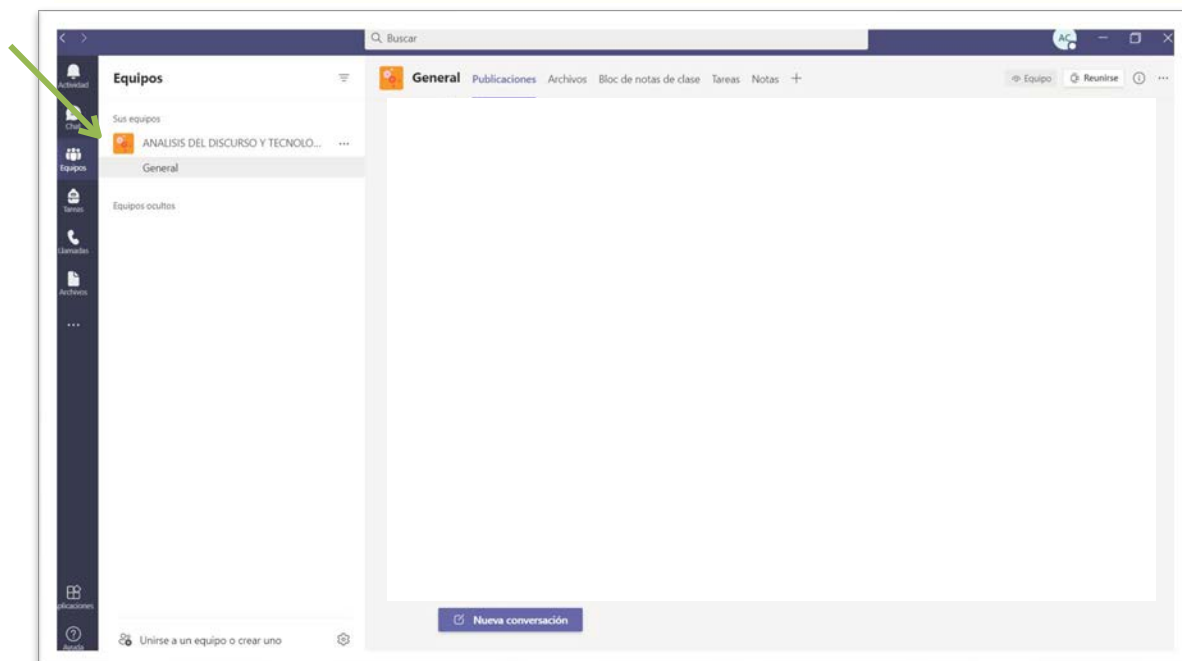 Buscar
AC
Actividad
Chat
Equipos
Tareas
Llamadas
Archivos
...
plicaciones
Ayuda
Equipos
Sus equipos
ANALISIS DEL DISCURSO Y TECNOLO... ...
General
Equipos ocultos
Unirse a un equipo o crear uno
General Publicaciones Archivos Bloc de notas de clase Tareas Notas +
Equipo Reunirse ...
Nueva conversación